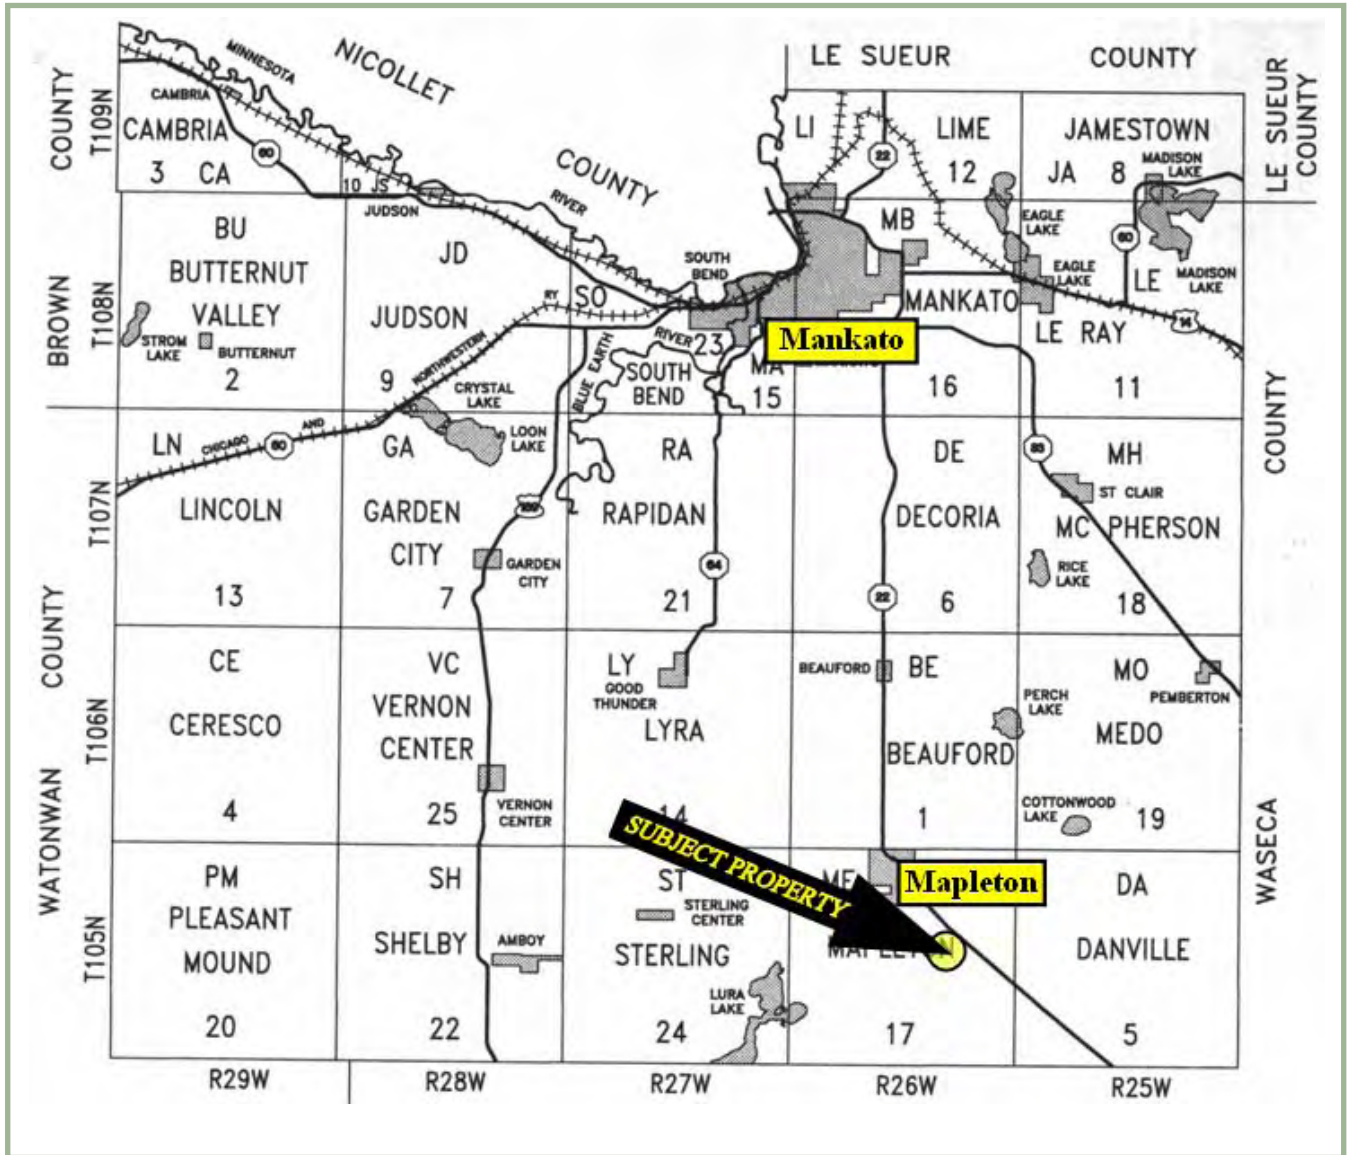 LE SUEUR COUNTY
NICOLLET
COUNTY
LE SUEUR
COUNTY
COUNTY
T109N
MINNESOTA
CAMBRIA
CAMBRIA
3 CA
60
10 JS
JUDSON
RIVER
LI
22
LIME
12
JAMESTOWN
JA 8
MADISON
LAKE
BROWN
T108N
BU
BUTTERNUT
VALLEY
STROM
LAKE
BUTTERNUT
2
JD
JUDSON
9
NORTHWESTERN
RY
SO
SOUTH
BEND
MB
MANKATO
EAGLE
LAKE
EAGLE
LAKE
60
LE
MADISON
LAKE
LE RAY
14
Mankato
RIVER
BLUE EARTH
23
SOUTH
BEND
MA
15
16
11
COUNTY
CRYSTAL
LAKE
LOON
LAKE
T107N
LN
CHICAGO
60
AND
LINCOLN
13
GA
GARDEN
CITY
GARDEN
CITY
7
RA
RAPIDAN
21
DE
DECORIA
22
6
MH
ST CLAIR
MC PHERSON
RICE
LAKE
18
WATONWAN
COUNTY
T106N
CE
CERESCO
4
VC
VERNON
CENTER
25
VERNON
CENTER
LY
GOOD
THUNDER
LYRA
14
BEAUFORD
BE
BEAUFORD
1
PERCH
LAKE
MO
PEMBERTON
MEDO
COTTONWOOD
LAKE
19
WASECA
T105N
PM
PLEASANT
MOUND
20
SH
SHELBY
AMBOY
22
SUBJECT PROPERTY
ST
STERLING
CENTER
STERLING
LURA
LAKE
24
Mapleton
17
DA
DANVILLE
5
R29W
R28W
R27W
R26W
R25W